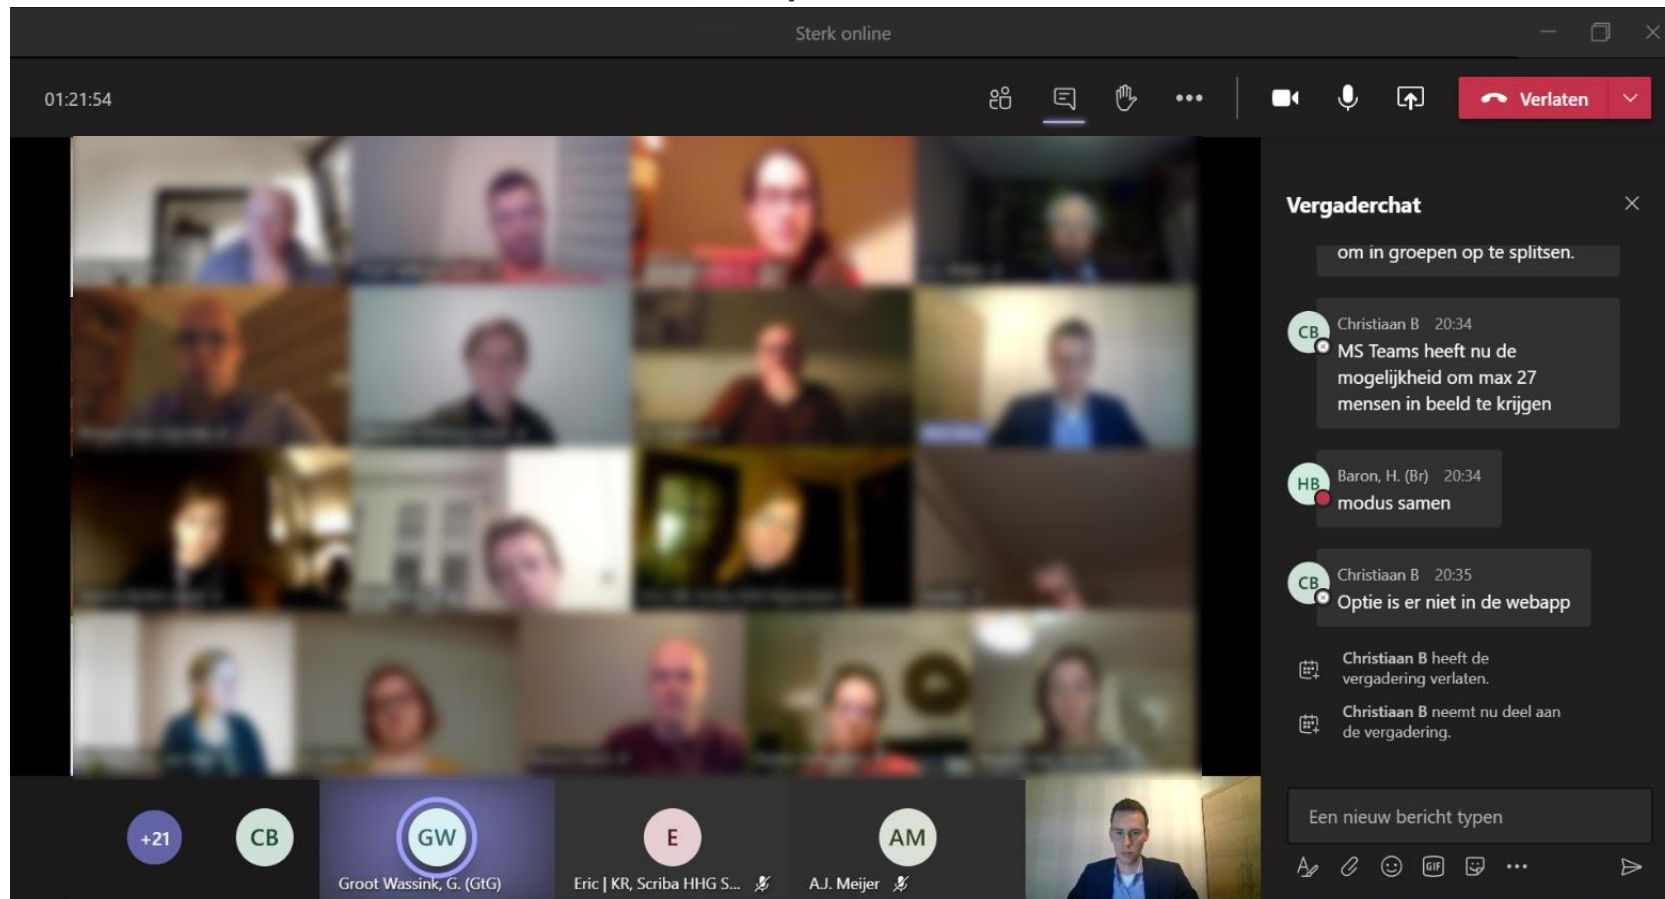 Sterk online
01:21:54
Verlaten
Vergaderchat
om in groepen op te splitsen.
CB
Christiaan B 20:34
MS Teams heeft nu de
mogelijkheid om max 27
mensen in beeld te krijgen
HB
Baron, H. (Br) 20:34
modus samen
CB
Christiaan B 20:35
Optie is er niet in de webapp
Christiaan B heeft de
vergadering verlaten.
Christiaan B neemt nu deel aan
de vergadering.
Een nieuw bericht typen
GIF
+21
CB
GW
Groot Wassink, G. (GtG)
E
Eric | KR, Scriba HHG S...
AM
A.J. Meijer